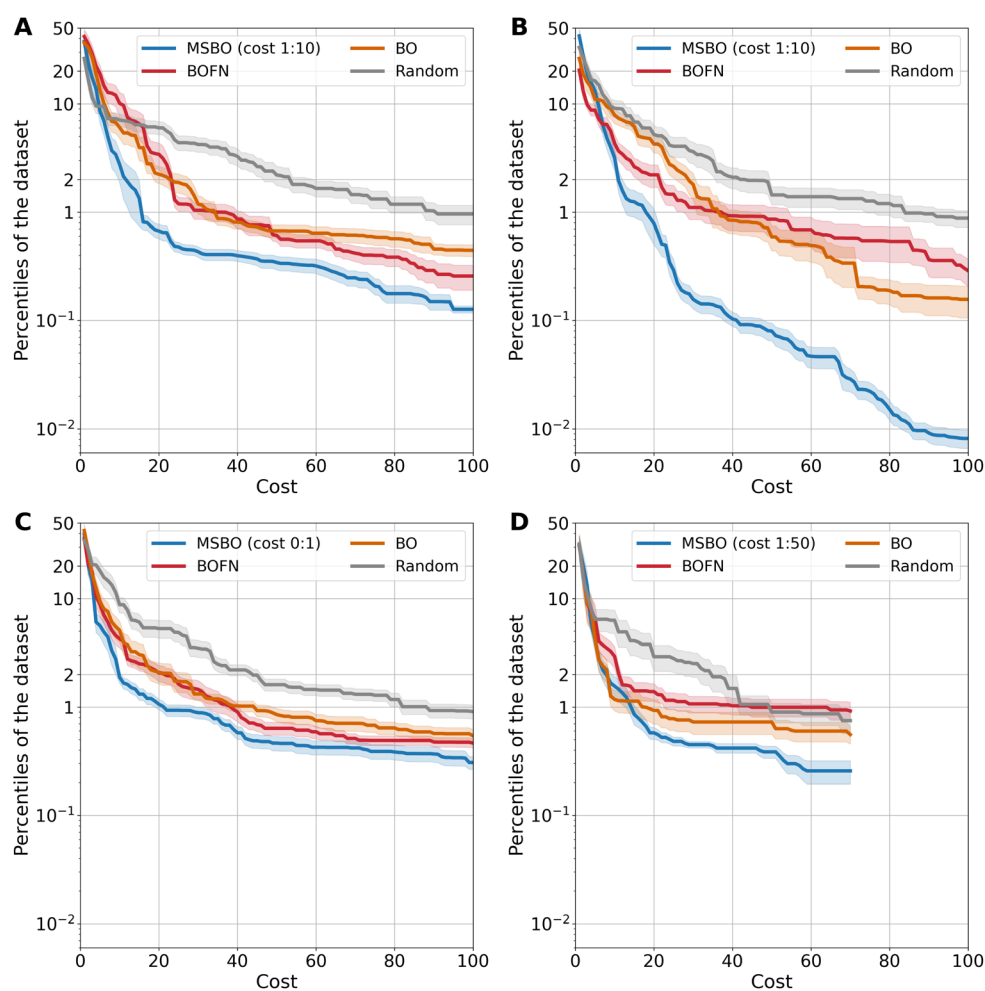 A
50
20
10
2
1
10⁻¹
10⁻²
Percentiles of the dataset
MSBO (cost 1:10)
BOFN
BO
Random
0 20 40 60 80 100
Cost
B
50
20
10
2
1
10⁻¹
10⁻²
Percentiles of the dataset
MSBO (cost 1:10)
BOFN
BO
Random
0 20 40 60 80 100
Cost
C
50
20
10
2
1
10⁻¹
10⁻²
Percentiles of the dataset
MSBO (cost 0:1)
BOFN
BO
Random
0 20 40 60 80 100
Cost
D
50
20
10
2
1
10⁻¹
10⁻²
Percentiles of the dataset
MSBO (cost 1:50)
BOFN
BO
Random
0 20 40 60 80 100
Cost